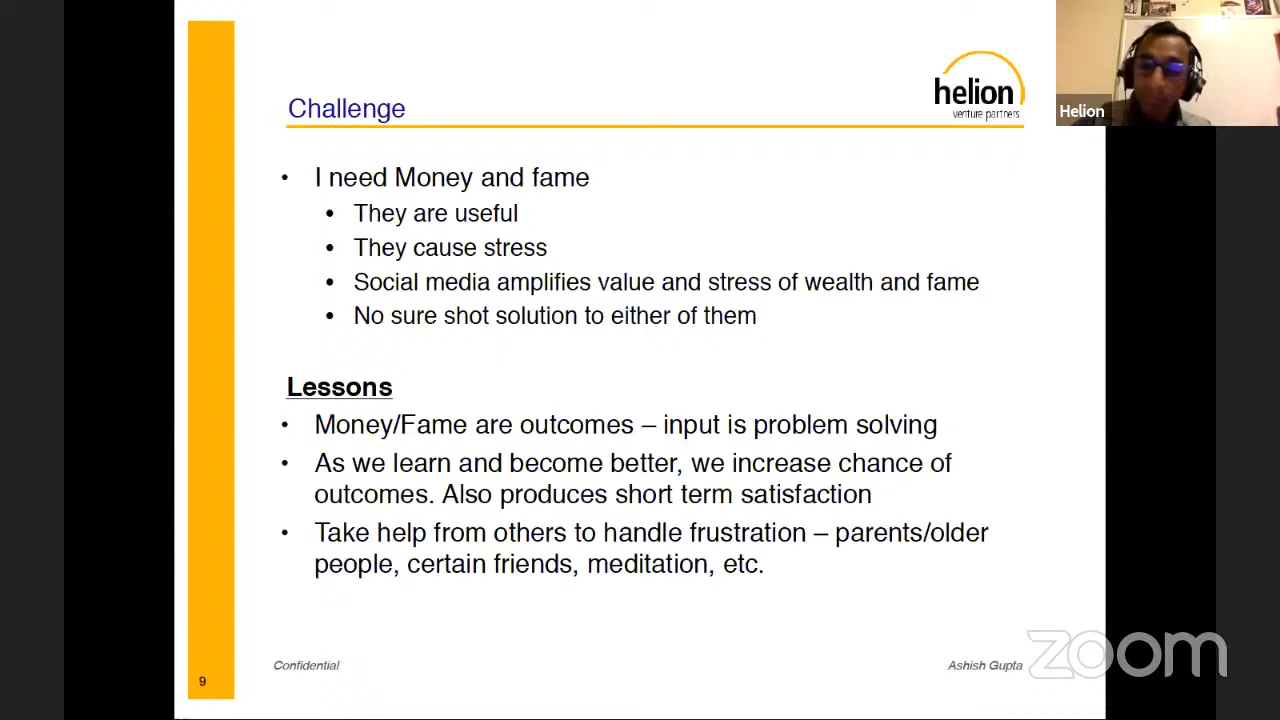 helion
venture partners
Helion
Challenge
• I need Money and fame
• They are useful
• They cause stress
• Social media amplifies value and stress of wealth and fame
• No sure shot solution to either of them
Lessons
• Money/Fame are outcomes – input is problem solving
• As we learn and become better, we increase chance of
outcomes. Also produces short term satisfaction
• Take help from others to handle frustration – parents/older
people, certain friends, meditation, etc.
Confidential
Ashish Gupta
zoom
9